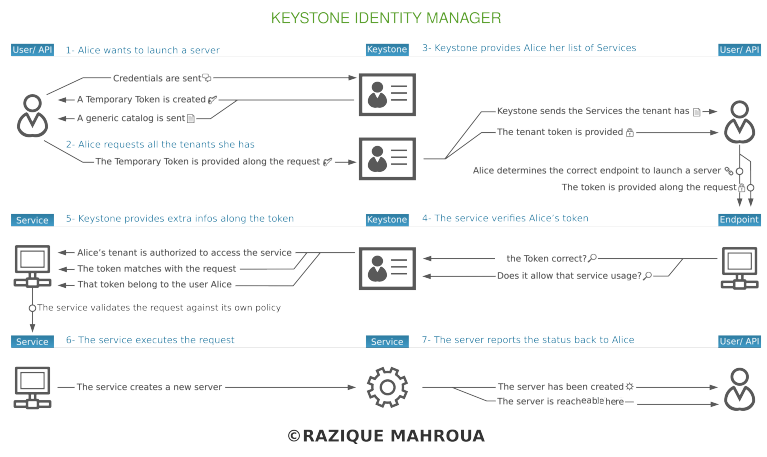 KEYSTONE IDENTITY MANAGER
User/ API
1- Alice wants to launch a server
Keystone
3- Keystone provides Alice her list of Services
User/ API
Credentials are sent
A Temporary Token is created
A generic catalog is sent
2- Alice requests all the tenants she has
The Temporary Token is provided along the request
Keystone sends the Services the tenant has
The tenant token is provided
Alice determines the correct endpoint to launch a server
The token is provided along the request
Service
5- Keystone provides extra infos along the token
Keystone
4- The service verifies Alice's token
Endpoint
Alice's tenant is authorized to access the service
The token matches with the request
That token belong to the user Alice
the Token correct?
Does it allow that service usage?
The service validates the request against its own policy
Service
6- The service executes the request
Service
7- The server reports the status back to Alice
User/ API
The service creates a new server
The server has been created
The server is reacheable here
©RAZIQUE MAHROUA